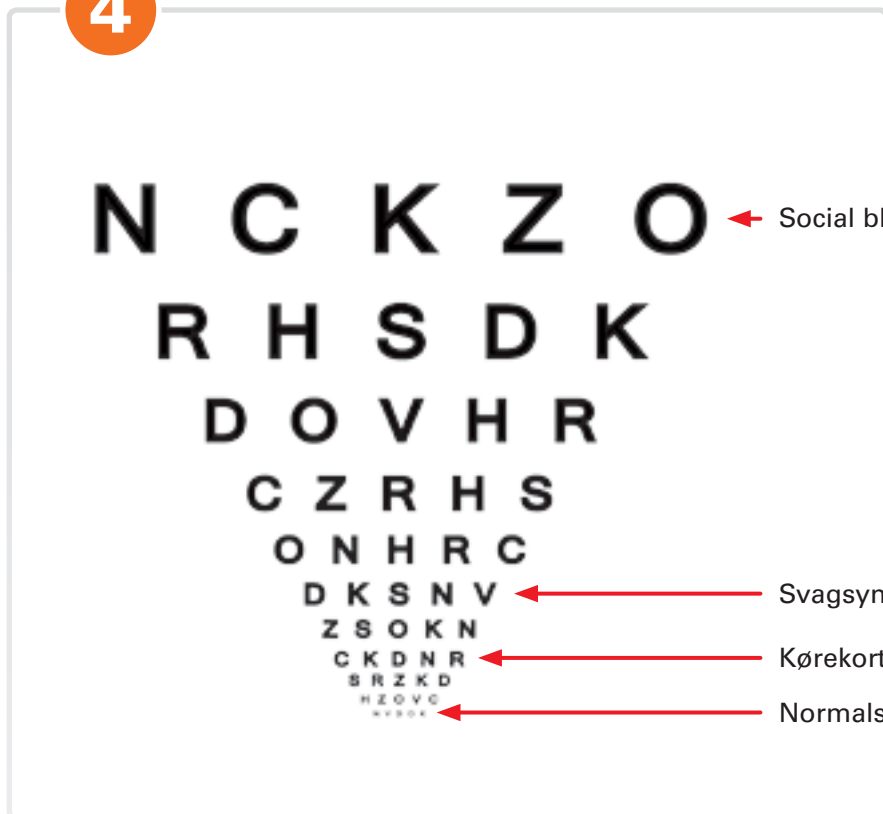 4
N C K Z O Social bl
R H S D K
D O V H R
C Z R H S
O N H R C
D K S N V Svagsyn
Z S O K N
C K D N R Kørekort
S R Z K D
H Z O V C
Normals